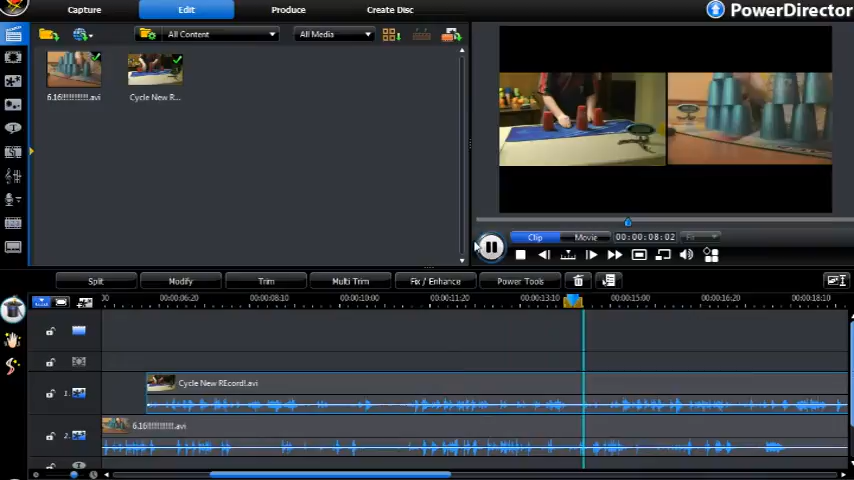 Capture Edit Produce Create Disc PowerDirector
All Content All Media
6.16!!!!!!!!!!.avi Cycle New R...
Clip Movie 00:00:08:02 Fit
Split Modify Trim Multi Trim Fix / Enhance Power Tools
00:00:06:20 00:00:08:10 00:00:10:00 00:00:11:20 00:00:13:10 00:00:15:00 00:00:16:20 00:00:18:10
Cycle New REcord!.avi
1.
6.16!!!!!!!!!!.avi
2.